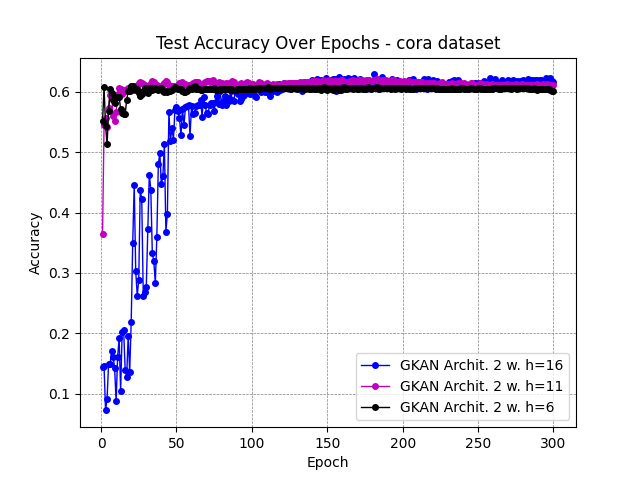 Test Accuracy Over Epochs - cora dataset
Accuracy
0.6
0.5
0.4
0.3
0.2
0.1
GKAN Archit. 2 w. h=16
GKAN Archit. 2 w. h=11
GKAN Archit. 2 w. h=6
0 50 100 150 200 250 300
Epoch